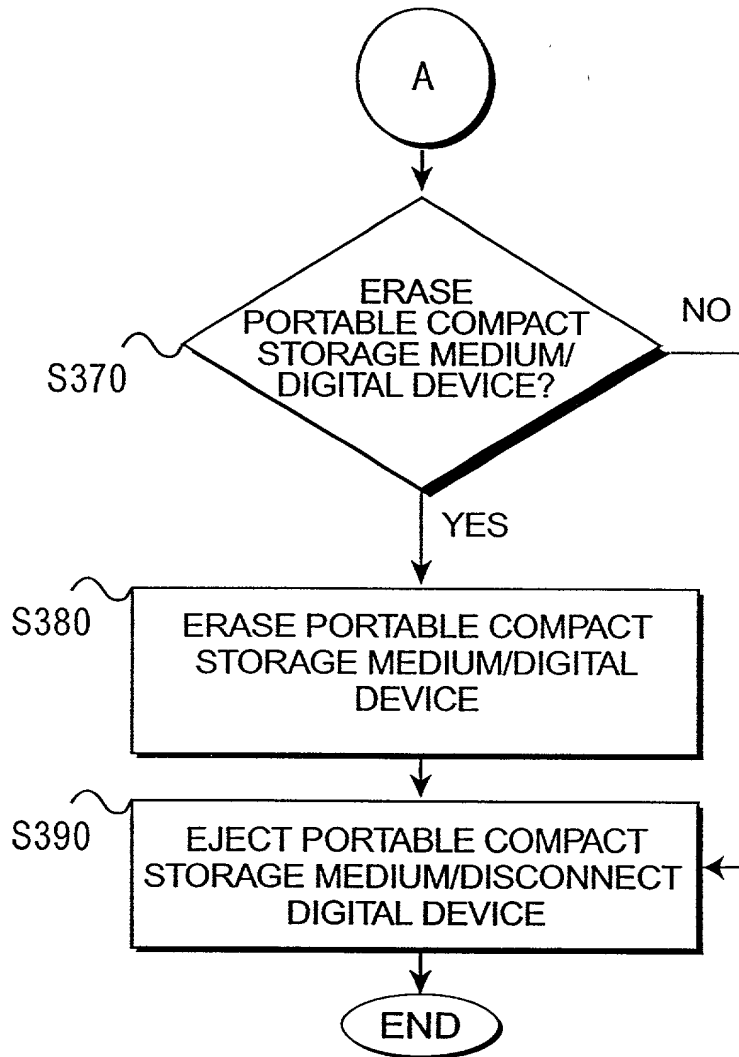 A
ERASE
PORTABLE COMPACT
STORAGE MEDIUM/
DIGITAL DEVICE?
NO
S370
YES
S380
ERASE PORTABLE COMPACT
STORAGE MEDIUM/DIGITAL
DEVICE
S390
EJECT PORTABLE COMPACT
STORAGE MEDIUM/DISCONNECT
DIGITAL DEVICE
END